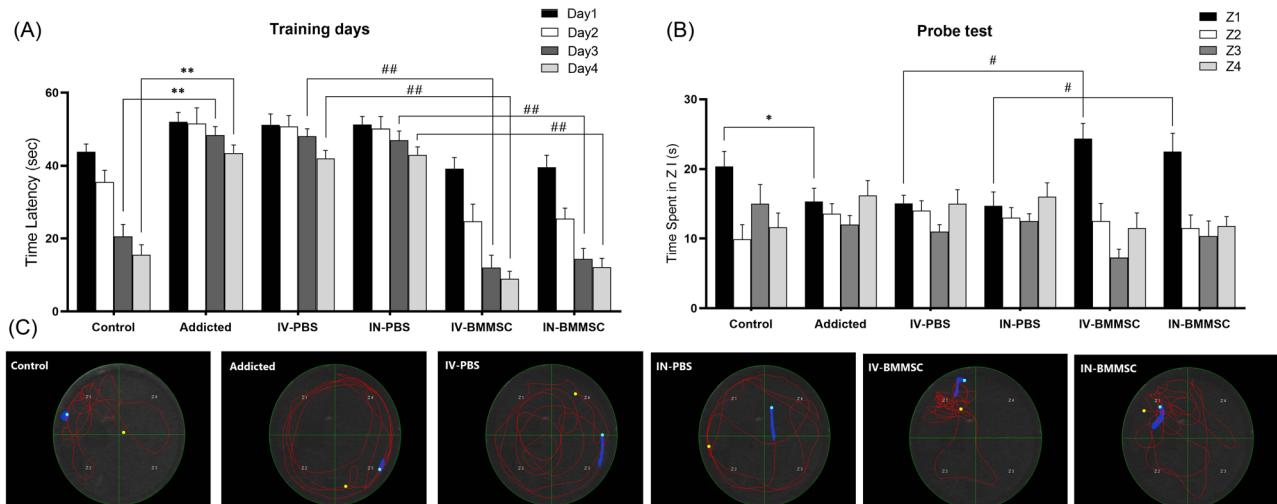 (A)
Training days
Day1
Day2
Day3
Day4
**
**
##
##
##
##
Time Latency (sec)
60
40
20
0
Control Addicted IV-PBS IN-PBS IV-BMMSC IN-BMMSC
(B)
Probe test
Z1
Z2
Z3
Z4
*
#
#
Time Spent in Z I (s)
30
20
10
0
Control Addicted IV-PBS IN-PBS IV-BMMSC IN-BMMSC
(C)
Control
Addicted
IV-PBS
IN-PBS
IV-BMMSC
IN-BMMSC